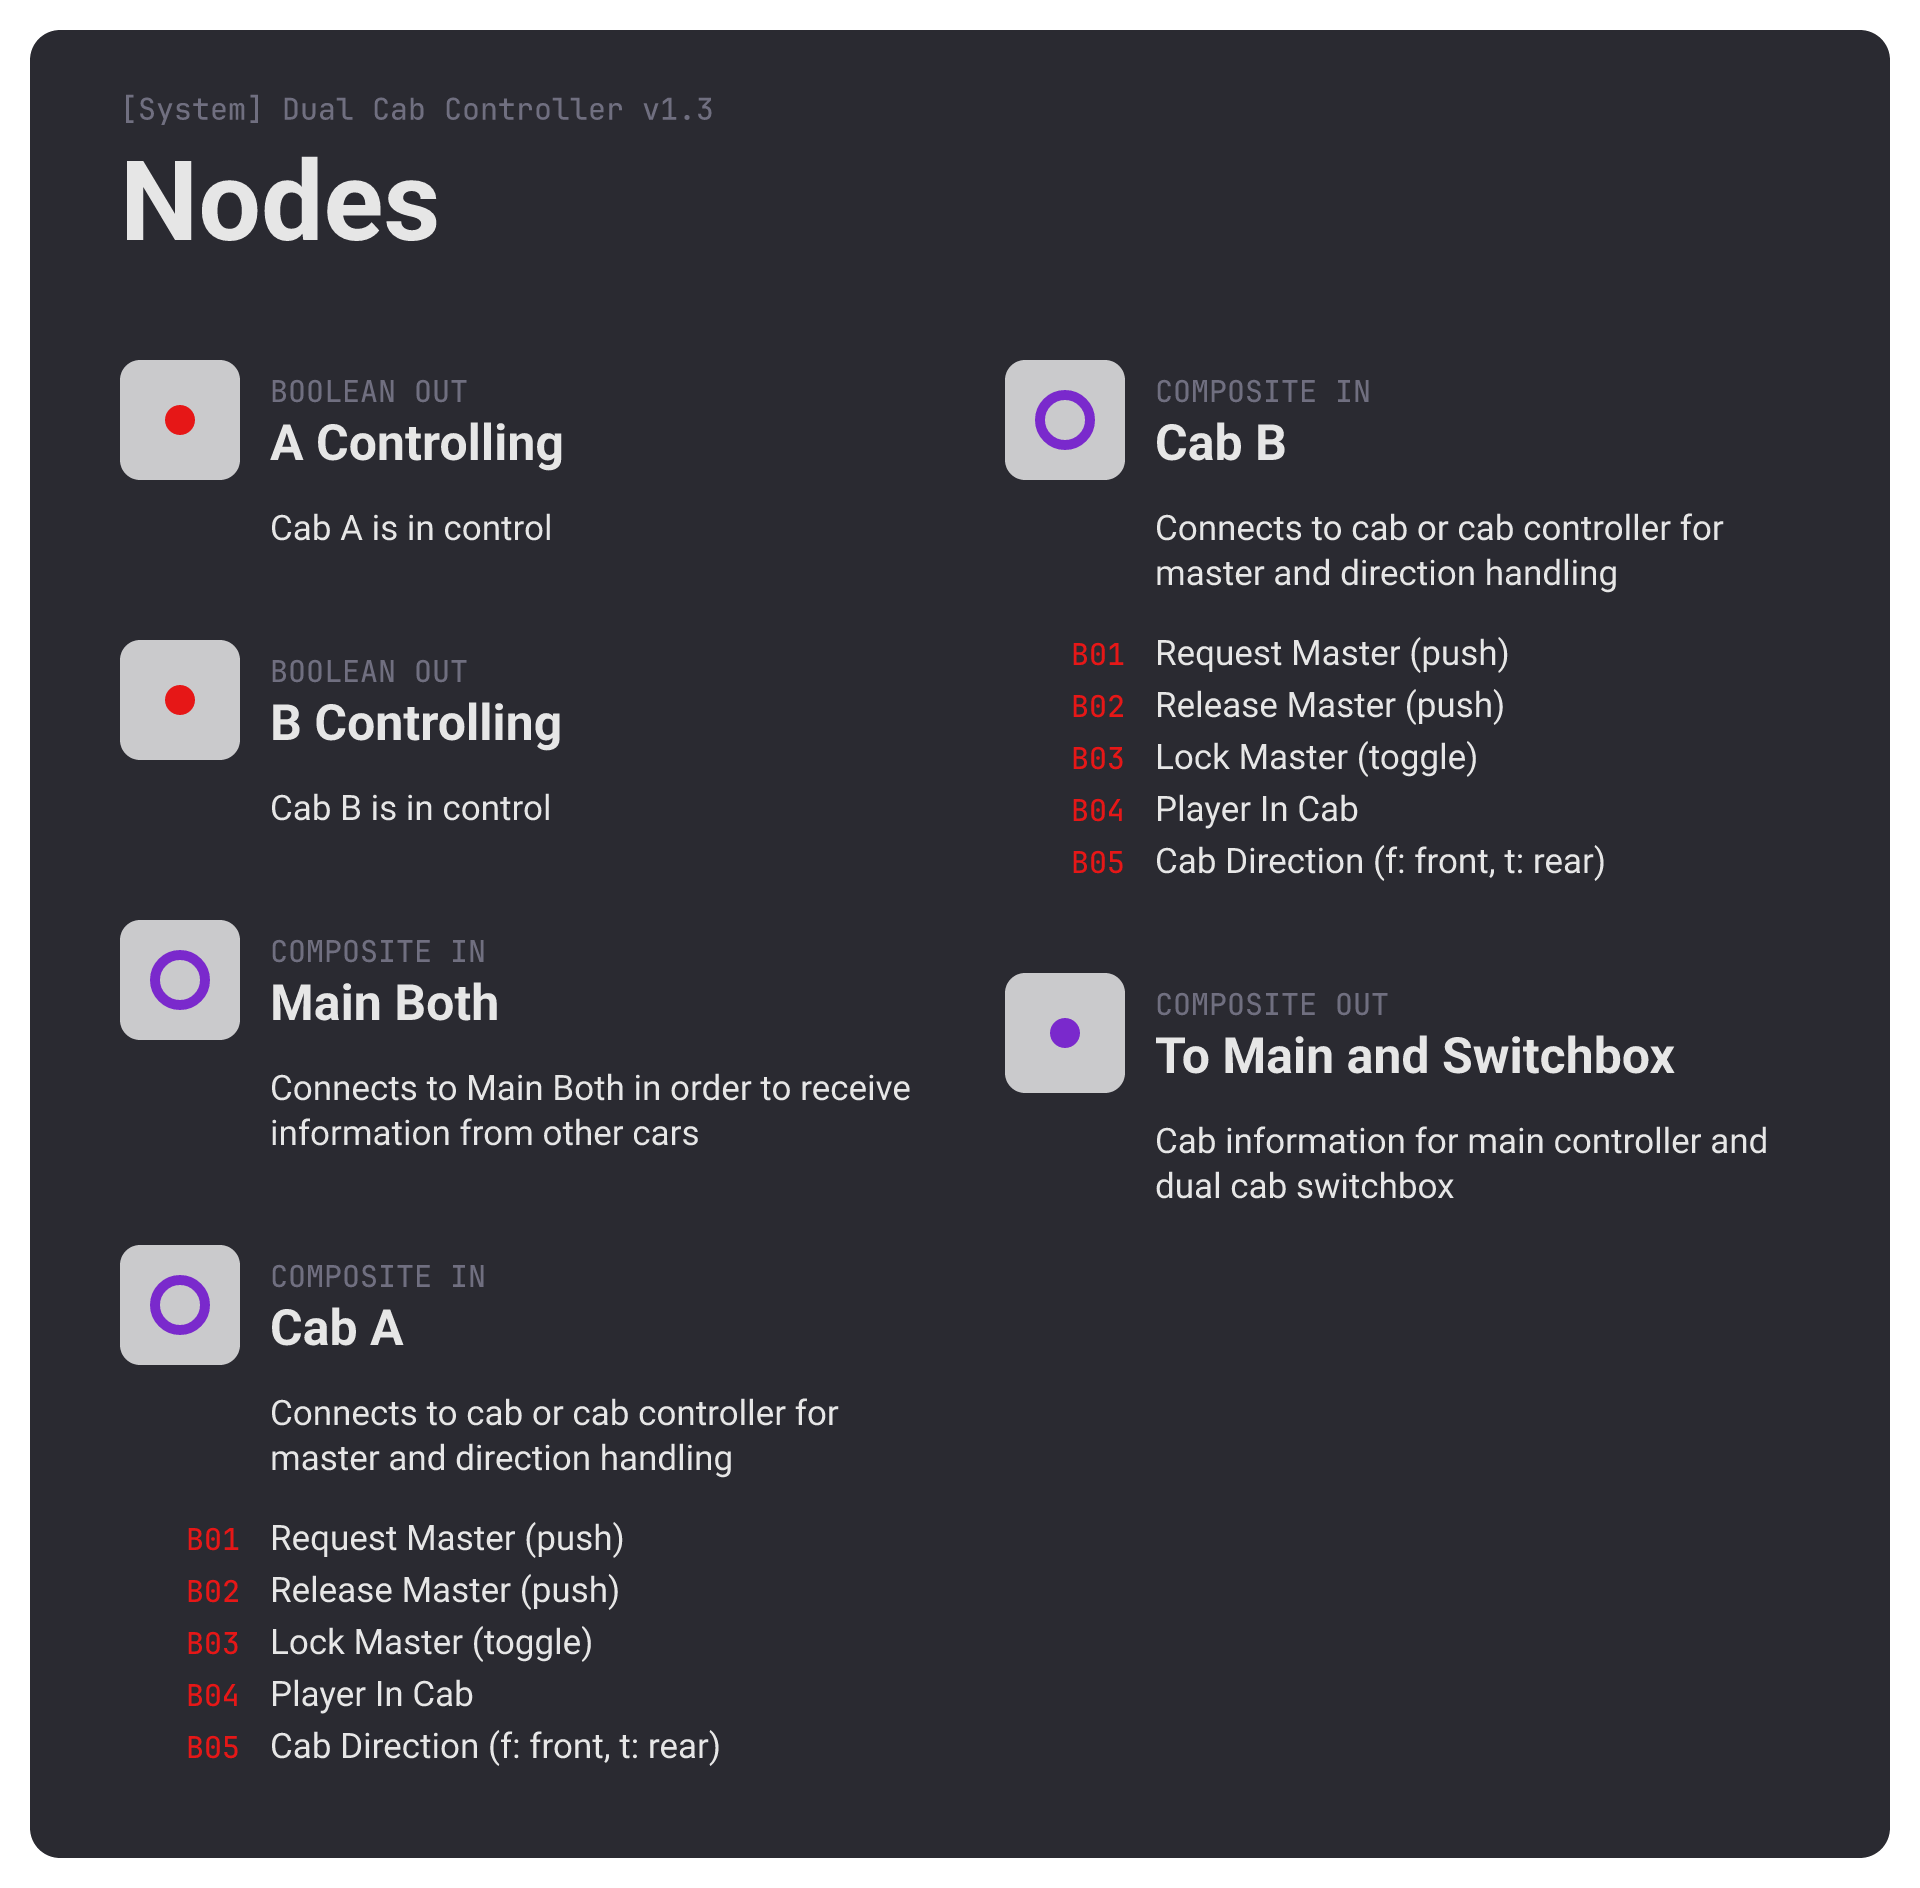 [System] Dual Cab Controller v1.3
Nodes
BOOLEAN OUT
A Controlling
Cab A is in control
BOOLEAN OUT
B Controlling
Cab B is in control
COMPOSITE IN
Main Both
Connects to Main Both in order to receive
information from other cars
COMPOSITE IN
Cab A
Connects to cab or cab controller for
master and direction handling
B01 Request Master (push)
B02 Release Master (push)
B03 Lock Master (toggle)
B04 Player In Cab
B05 Cab Direction (f: front, t: rear)
COMPOSITE IN
Cab B
Connects to cab or cab controller for
master and direction handling
B01 Request Master (push)
B02 Release Master (push)
B03 Lock Master (toggle)
B04 Player In Cab
B05 Cab Direction (f: front, t: rear)
COMPOSITE OUT
To Main and Switchbox
Cab information for main controller and
dual cab switchbox